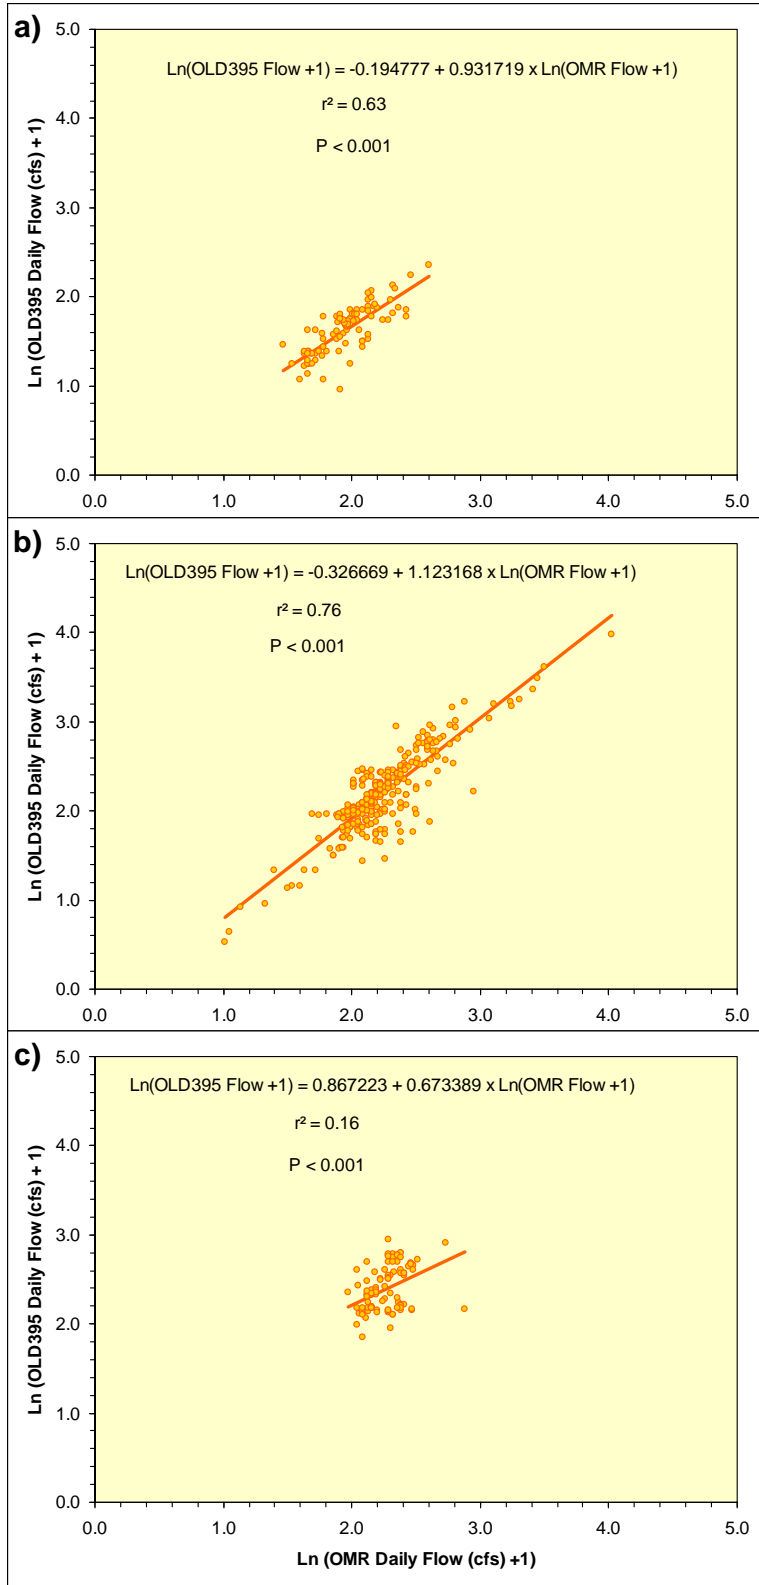 a)
5.0
Ln(OLD395 Flow +1) = -0.194777 + 0.931719 x Ln(OMR Flow +1)
r² = 0.63
4.0
P < 0.001
3.0
2.0
1.0
0.0
Ln (OLD395 Daily Flow (cfs) + 1)
0.0 1.0 2.0 3.0 4.0 5.0
b)
5.0
Ln(OLD395 Flow +1) = -0.326669 + 1.123168 x Ln(OMR Flow +1)
r² = 0.76
4.0
P < 0.001
3.0
2.0
1.0
0.0
Ln (OLD395 Daily Flow (cfs) + 1)
0.0 1.0 2.0 3.0 4.0 5.0
c)
5.0
Ln(OLD395 Flow +1) = 0.867223 + 0.673389 x Ln(OMR Flow +1)
r² = 0.16
4.0
P < 0.001
3.0
2.0
1.0
0.0
Ln (OLD395 Daily Flow (cfs) + 1)
0.0 1.0 2.0 3.0 4.0 5.0
Ln (OMR Daily Flow (cfs) +1)